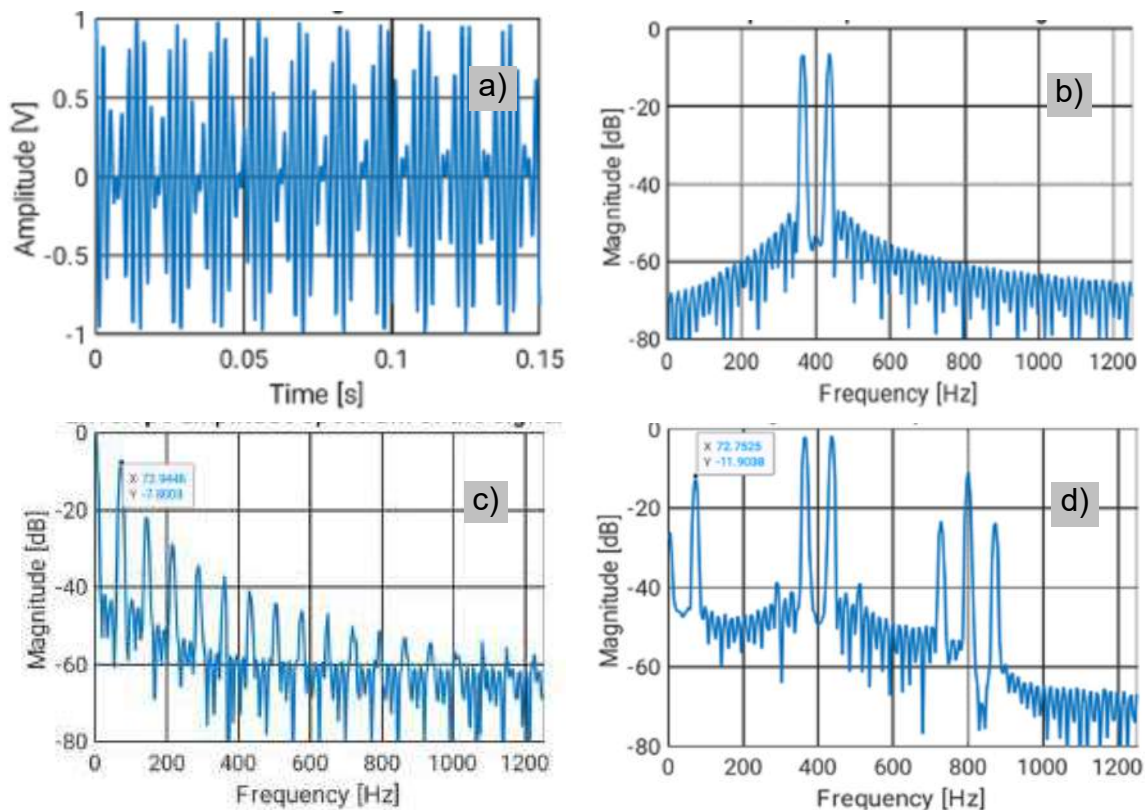 a)
1
0.5
0
-0.5
-1
Amplitude [V]
0 0.05 0.1 0.15
Time [s]
b)
0
-20
-40
-60
-80
Magnitude [dB]
200 400 600 800 1000 1200
Frequency [Hz]
c)
X
Y -7.8003
0
-20
-40
-60
-80
Magnitude [dB]
0 200 400 600 800 1000 1200
Frequency [Hz]
d)
X 72.7525
Y -11.9038
0
-20
-40
-60
-80
Magnitude [dB]
0 200 400 600 800 1000 1200
Frequency [Hz]